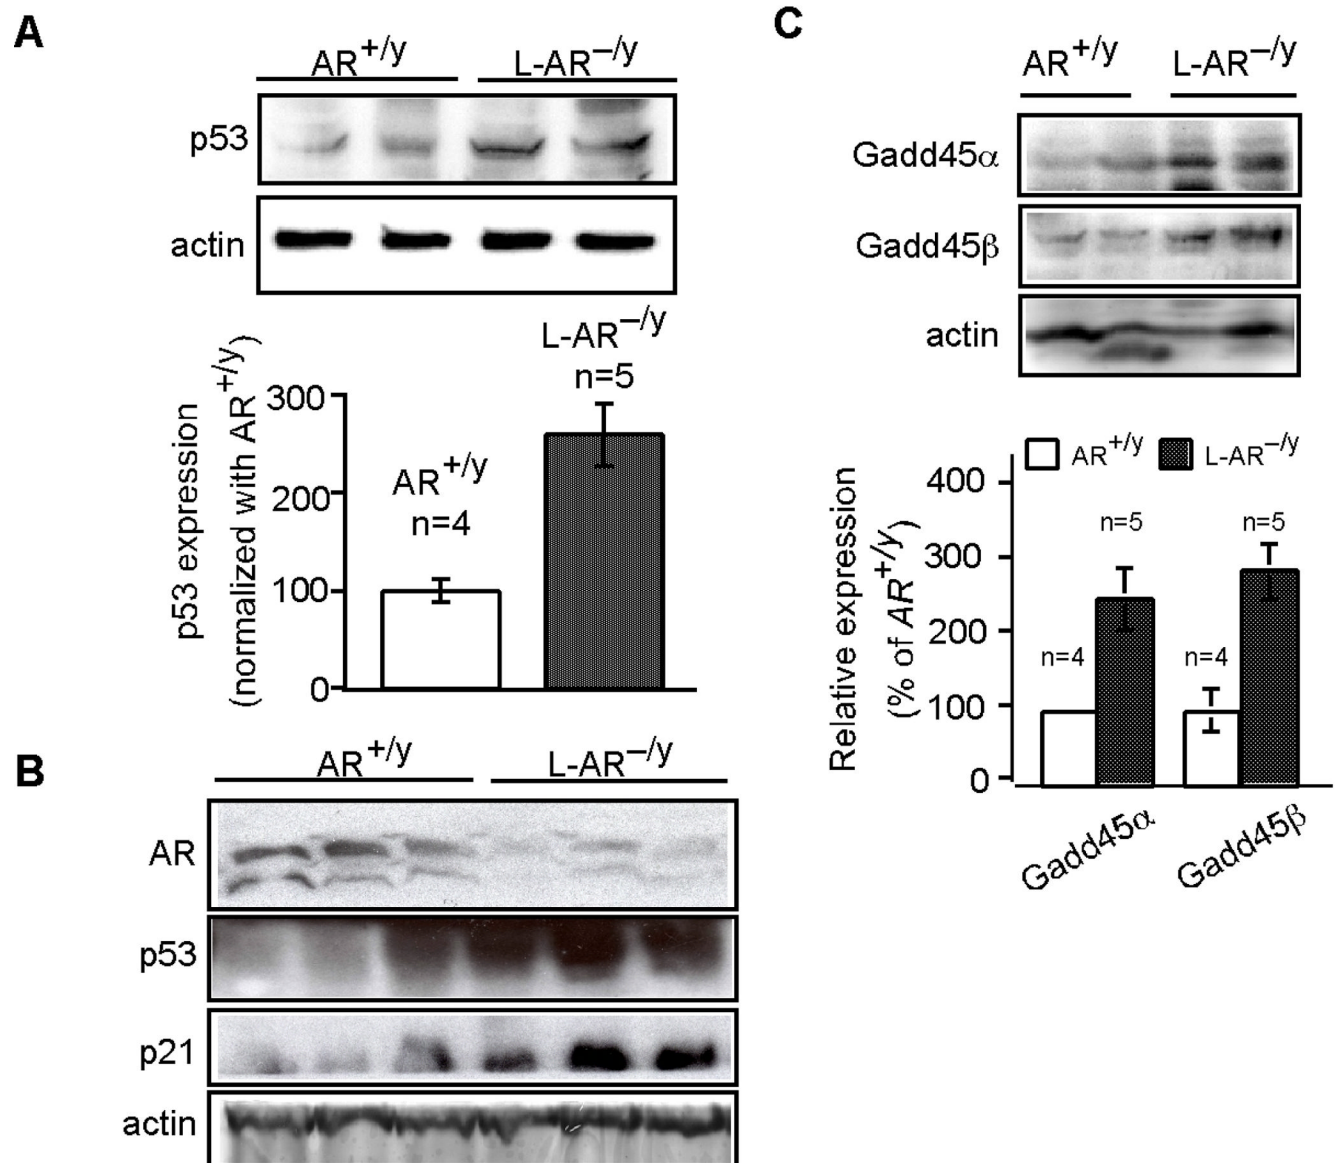 A
AR+/y L-AR–/y
p53
actin
p53 expression
(normalized with AR+/y)
300
200
100
0
AR+/y
n=4
L-AR–/y
n=5
B
AR+/y L-AR–/y
AR
p53
p21
actin
C
AR+/y L-AR–/y
Gadd45α
Gadd45β
actin
Relative expression
(% of AR+/y)
AR+/y L-AR–/y
400
300
200
100
0
n=4
n=5
n=4
n=5
Gadd45α
Gadd45β